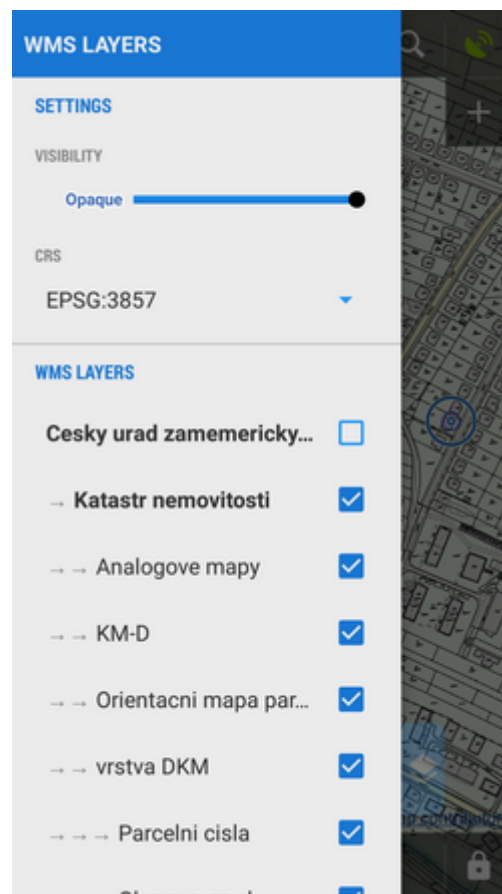 WMS LAYERS
SETTINGS
VISIBILITY
Opaque
CRS
EPSG:3857
WMS LAYERS
Cesky urad zamemericky...
→ Katastr nemovitosti
→ → Analogove mapy
→ → KM-D
→ → Orientacni mapa par...
→ → vrstva DKM
→ → → Parcelni cisla